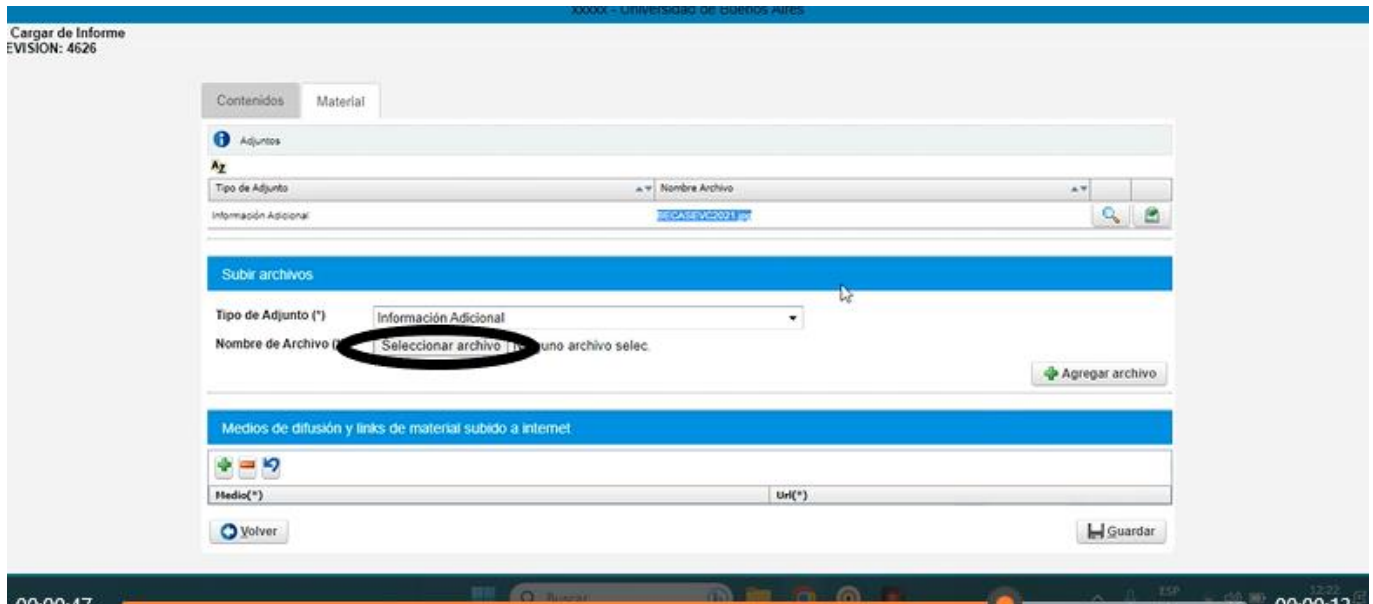 xxxxx - Universidad de Buenos Aires
Cargar de Informe
EVISION: 4626
Contenidos Material
Adjuntos
AZ
Tipo de Adjunto Nombre Archivo
Información Adicional BECASEVC2021.jpg
Subir archivos
Tipo de Adjunto (*) Información Adicional
Nombre de Archivo ( Seleccionar archivo uno archivo selec.
Agregar archivo
Medios de difusión y links de material subido a internet
Medio(*) Url(*)
Volver Guardar
Buscar ESP 12:22
00:00:47 00:00:13